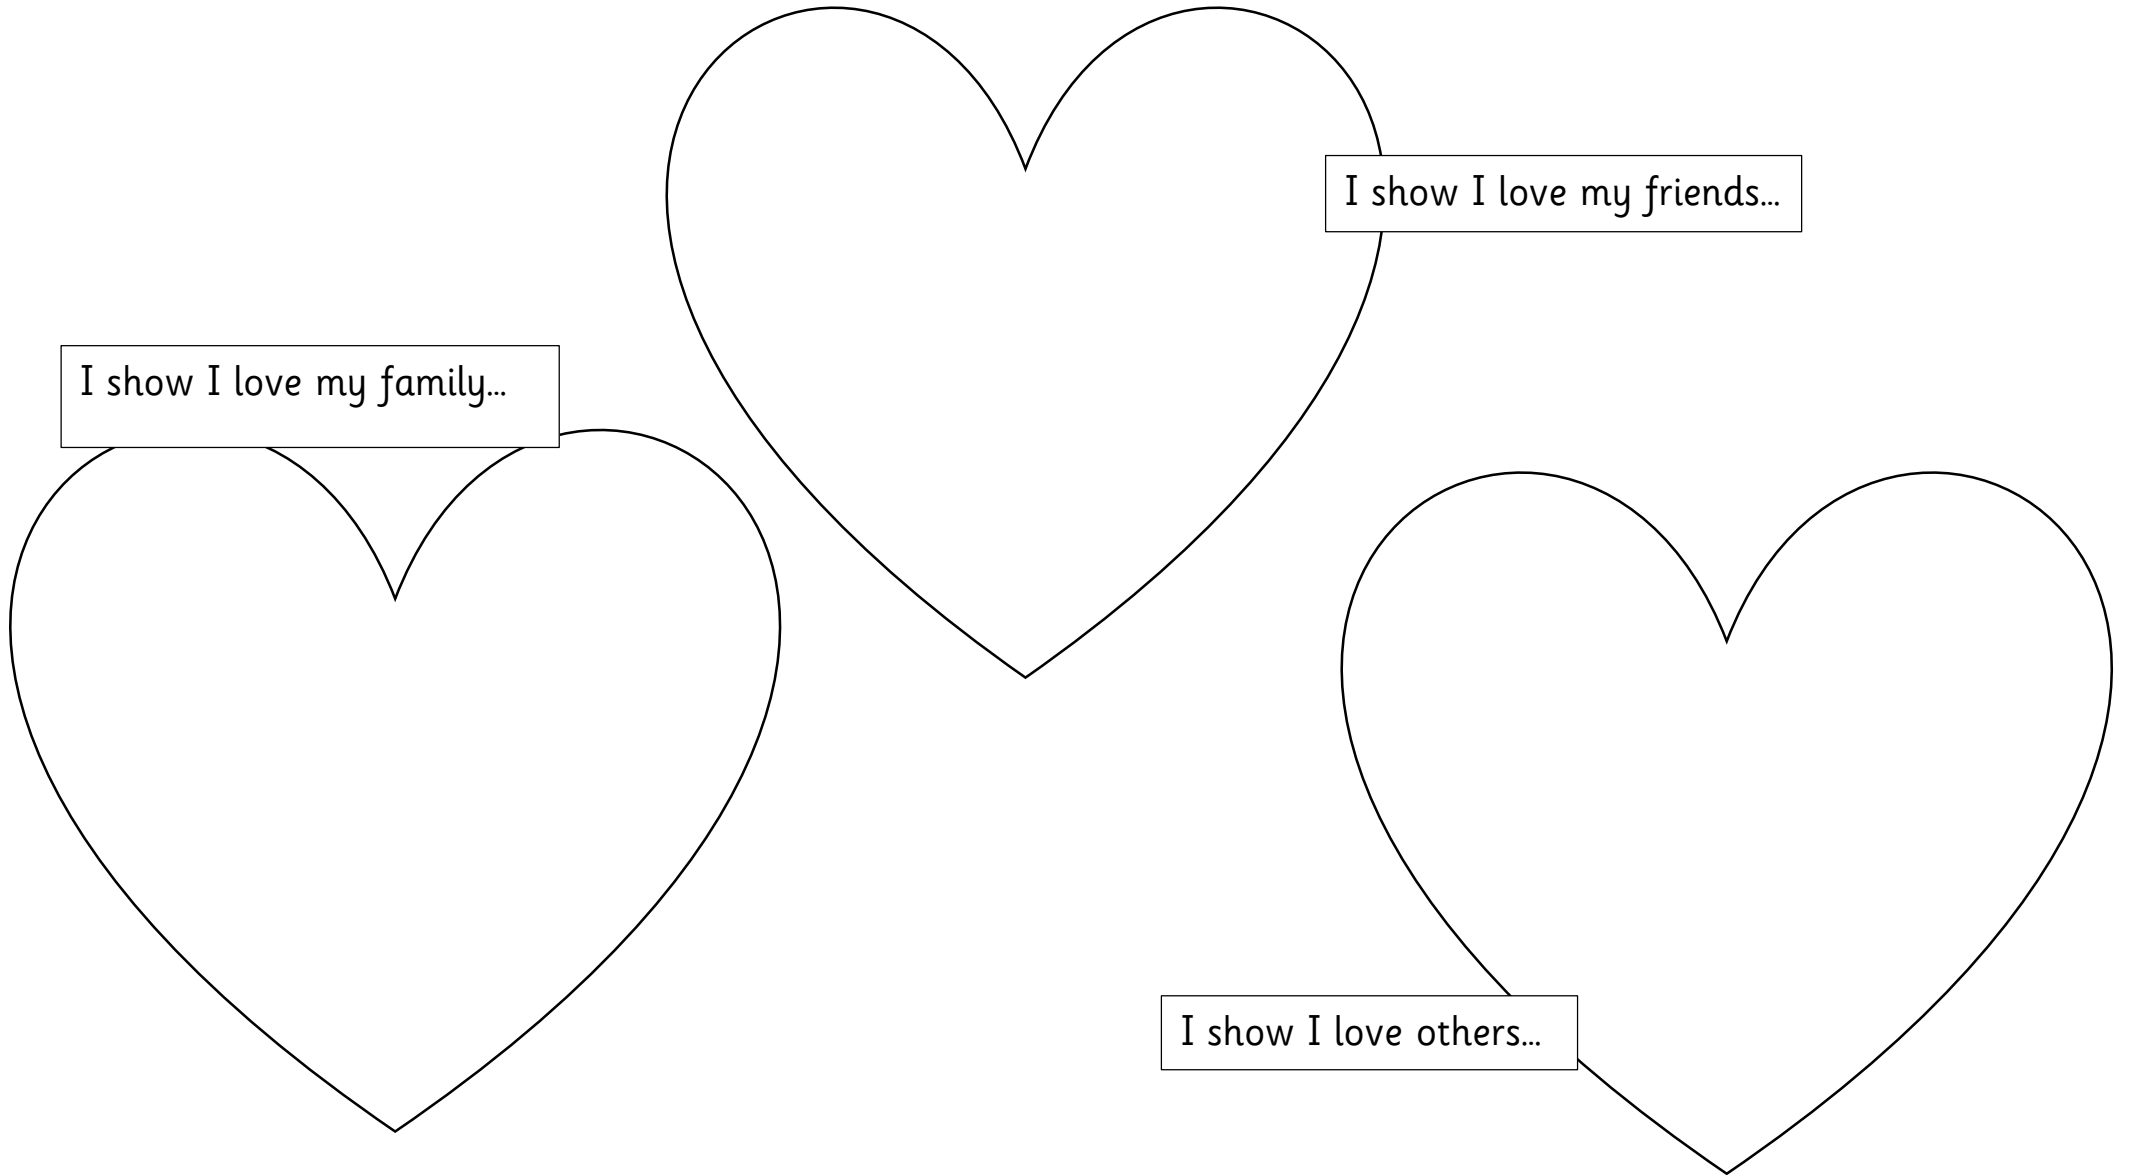 I show I love my friends...
I show I love my family...
I show I love others...